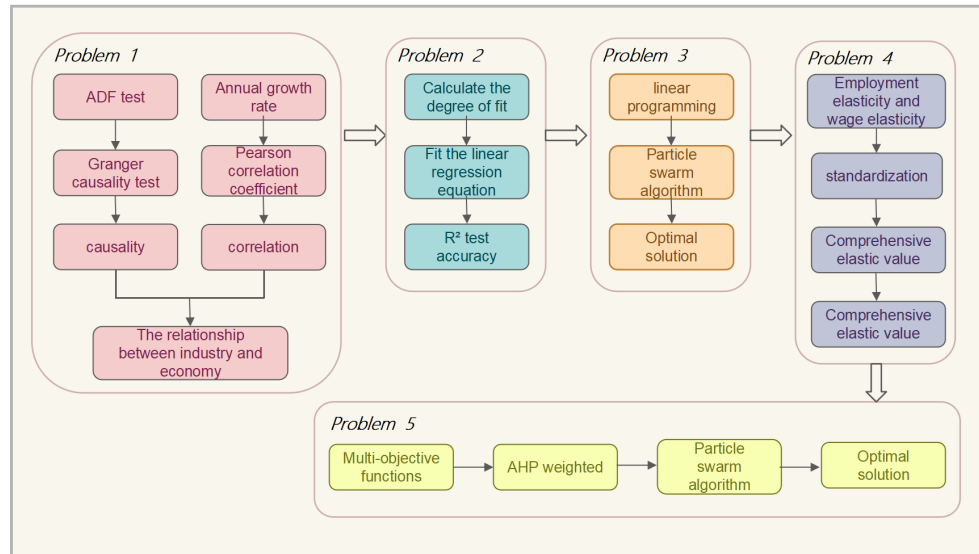 Problem 1
ADF test
Granger
causality test
causality
Annual growth
rate
Pearson
correlation
coefficient
correlation
The relationship
between industry and
economy
Problem 2
Calculate the
degree of fit
Fit the linear
regression
equation
R² test
accuracy
Problem 3
linear
programming
Particle
swarm
algorithm
Optimal
solution
Problem 4
Employment
elasticity and
wage elasticity
standardization
Comprehensive
elastic value
Comprehensive
elastic value
Problem 5
Multi-objective
functions
AHP weighted
Particle
swarm
algorithm
Optimal
solution